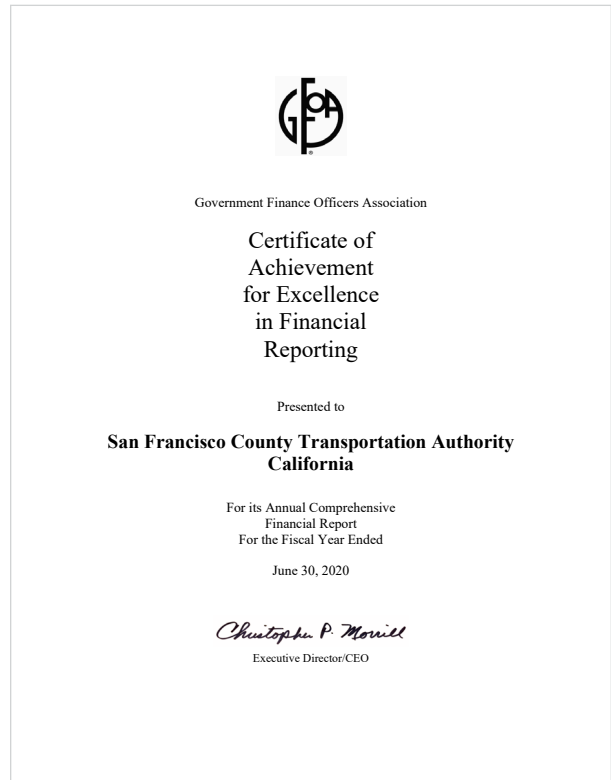 GFOA
Government Finance Officers Association
Certificate of
Achievement
for Excellence
in Financial
Reporting
Presented to
San Francisco County Transportation Authority
California
For its Annual Comprehensive
Financial Report
For the Fiscal Year Ended
June 30, 2020
Christopher P. Morrill
Executive Director/CEO